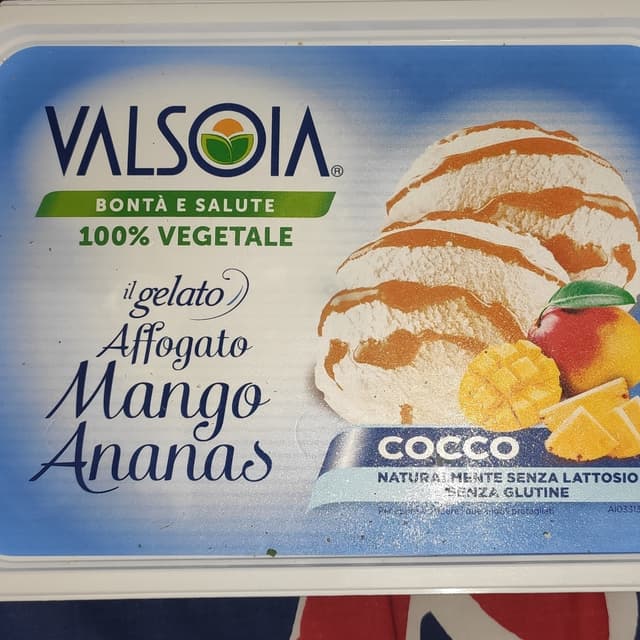 VALSOIA®
BONTÀ E SALUTE
100% VEGETALE
il gelato
Affogato
Mango
Ananas
COCCO
NATURALMENTE SENZA LATTOSIO
SENZA GLUTINE